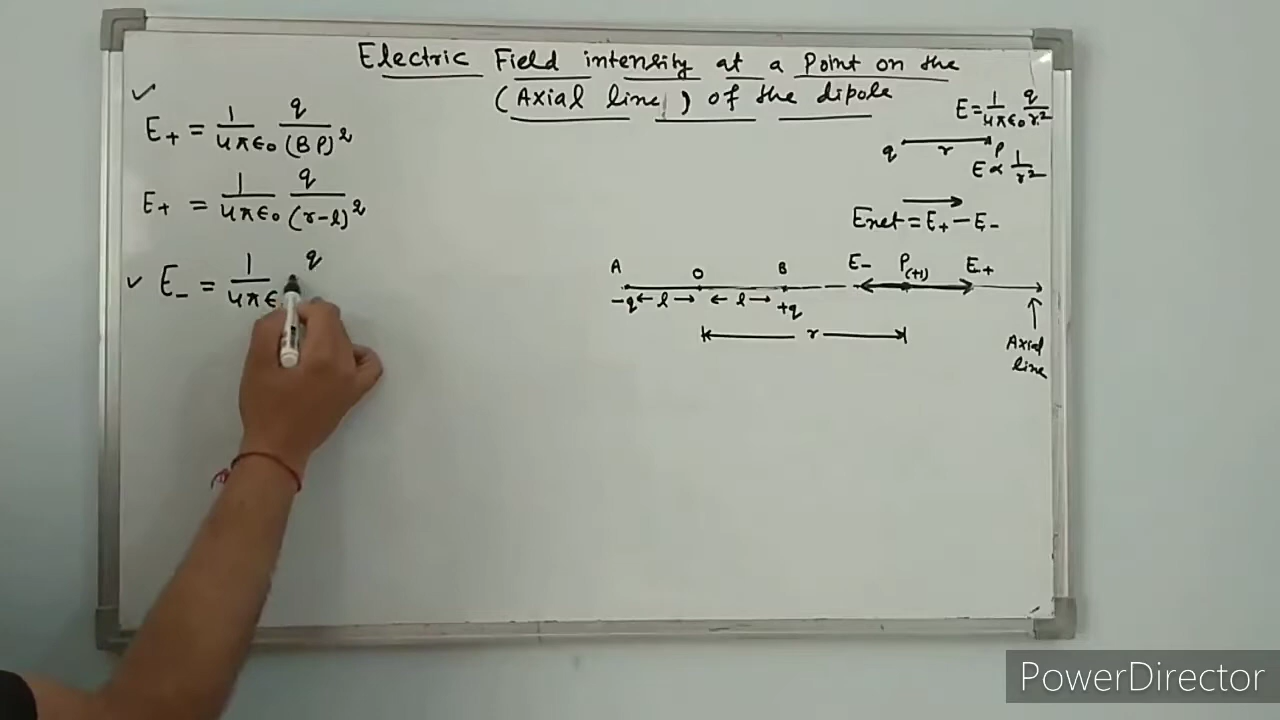 Electric Field intensity at a Point on the
(Axial line) of the dipole
✓
E₊ = 1/4πϵ₀ q/(BP)²
E₊ = 1/4πϵ₀ q/(r-l)²
✓ E₋ = 1/4πϵ q
E = 1/4πϵ₀ q/r²
q r P
E ∝ 1/r²
Enet = E₊ - E₋
A O B E₋ P(+1) E₊
-q l l +q
r
Axial
line
PowerDirector